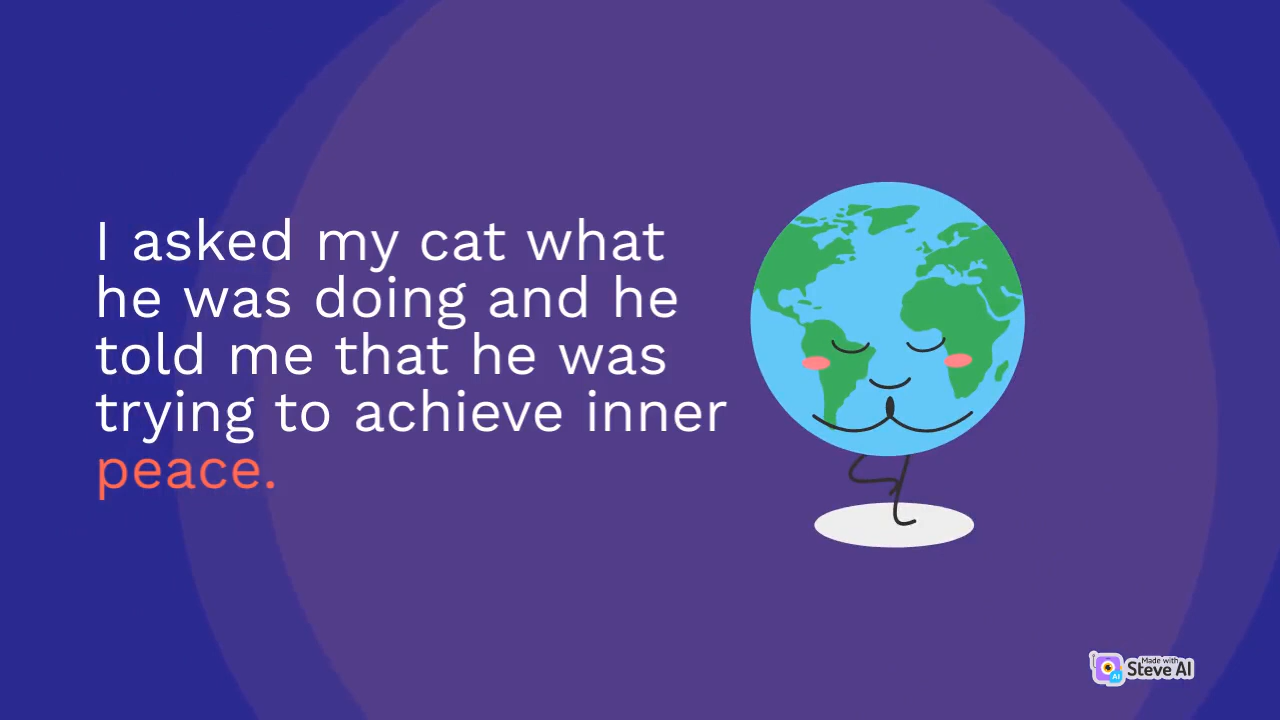 I asked my cat what
he was doing and he
told me that he was
trying to achieve inner
peace.
Made with
Steve AI
AI